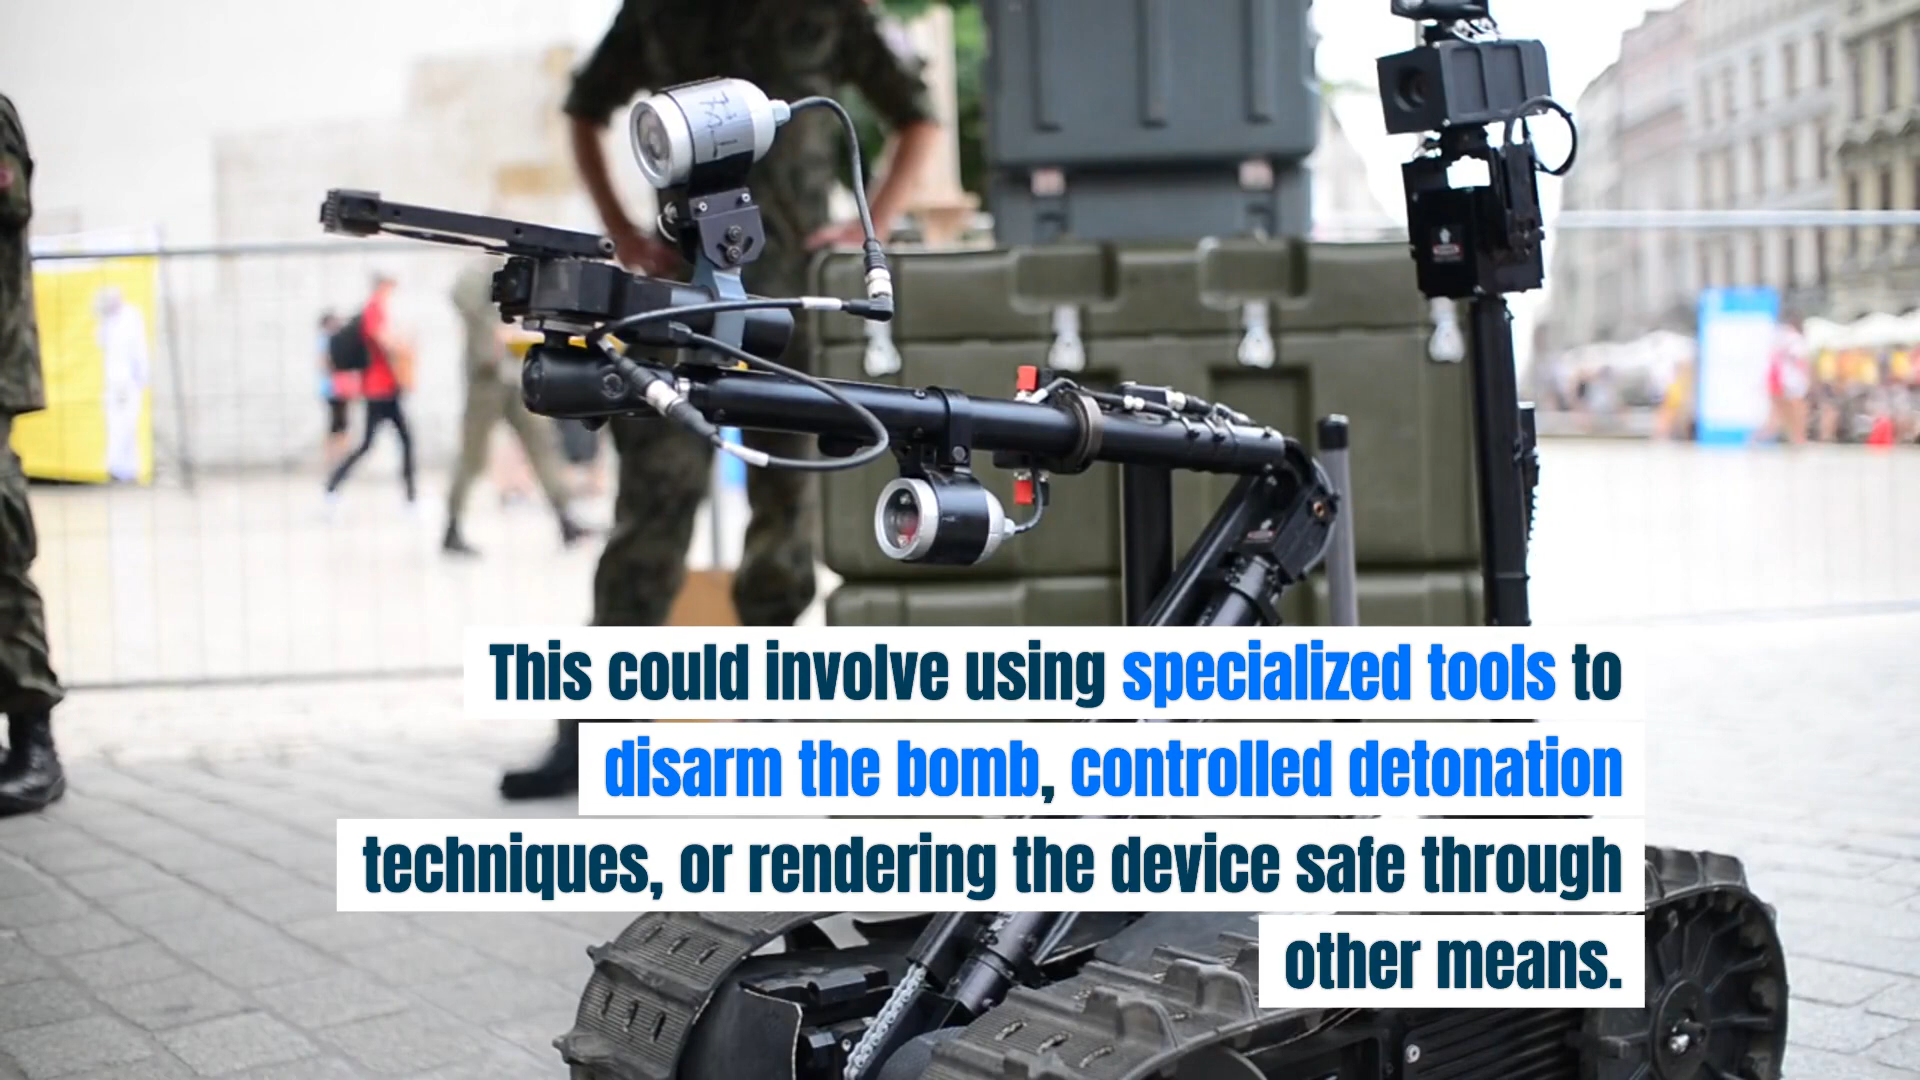 This could involve using specialized tools to
disarm the bomb, controlled detonation
techniques, or rendering the device safe through
other means.